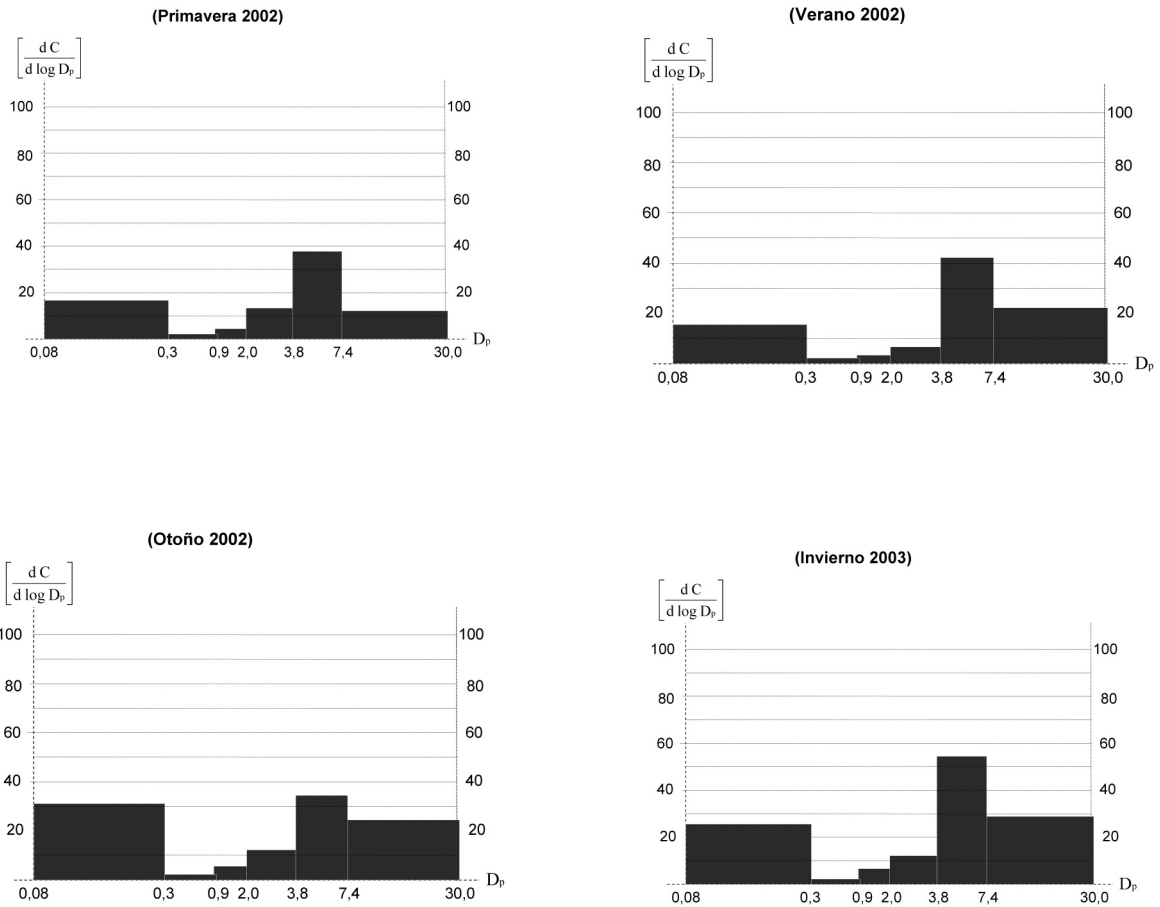 (Primavera 2002)
d C
d log Dₚ
100 100
80 80
60 60
40 40
20 20
Dₚ
0,08 0,3 0,9 2,0 3,8 7,4 30,0
(Verano 2002)
d C
d log Dₚ
100 100
80 80
60 60
40 40
20 20
Dₚ
0,08 0,3 0,9 2,0 3,8 7,4 30,0
(Otoño 2002)
d C
d log Dₚ
100 100
80 80
60 60
40 40
20 20
Dₚ
0,08 0,3 0,9 2,0 3,8 7,4 30,0
(Invierno 2003)
d C
d log Dₚ
100 100
80 80
60 60
40 40
20 20
Dₚ
0,08 0,3 0,9 2,0 3,8 7,4 30,0